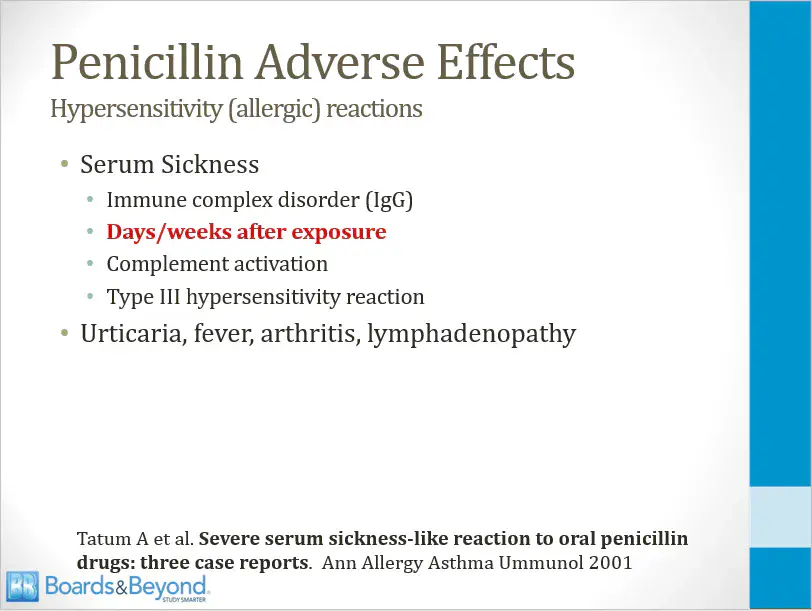 Penicillin Adverse Effects
Hypersensitivity (allergic) reactions
• Serum Sickness
• Immune complex disorder (IgG)
• Days/weeks after exposure
• Complement activation
• Type III hypersensitivity reaction
• Urticaria, fever, arthritis, lymphadenopathy
Tatum A et al. Severe serum sickness-like reaction to oral penicillin
drugs: three case reports. Ann Allergy Asthma Ummunol 2001
BB Boards&Beyond.
STUDY SMARTER